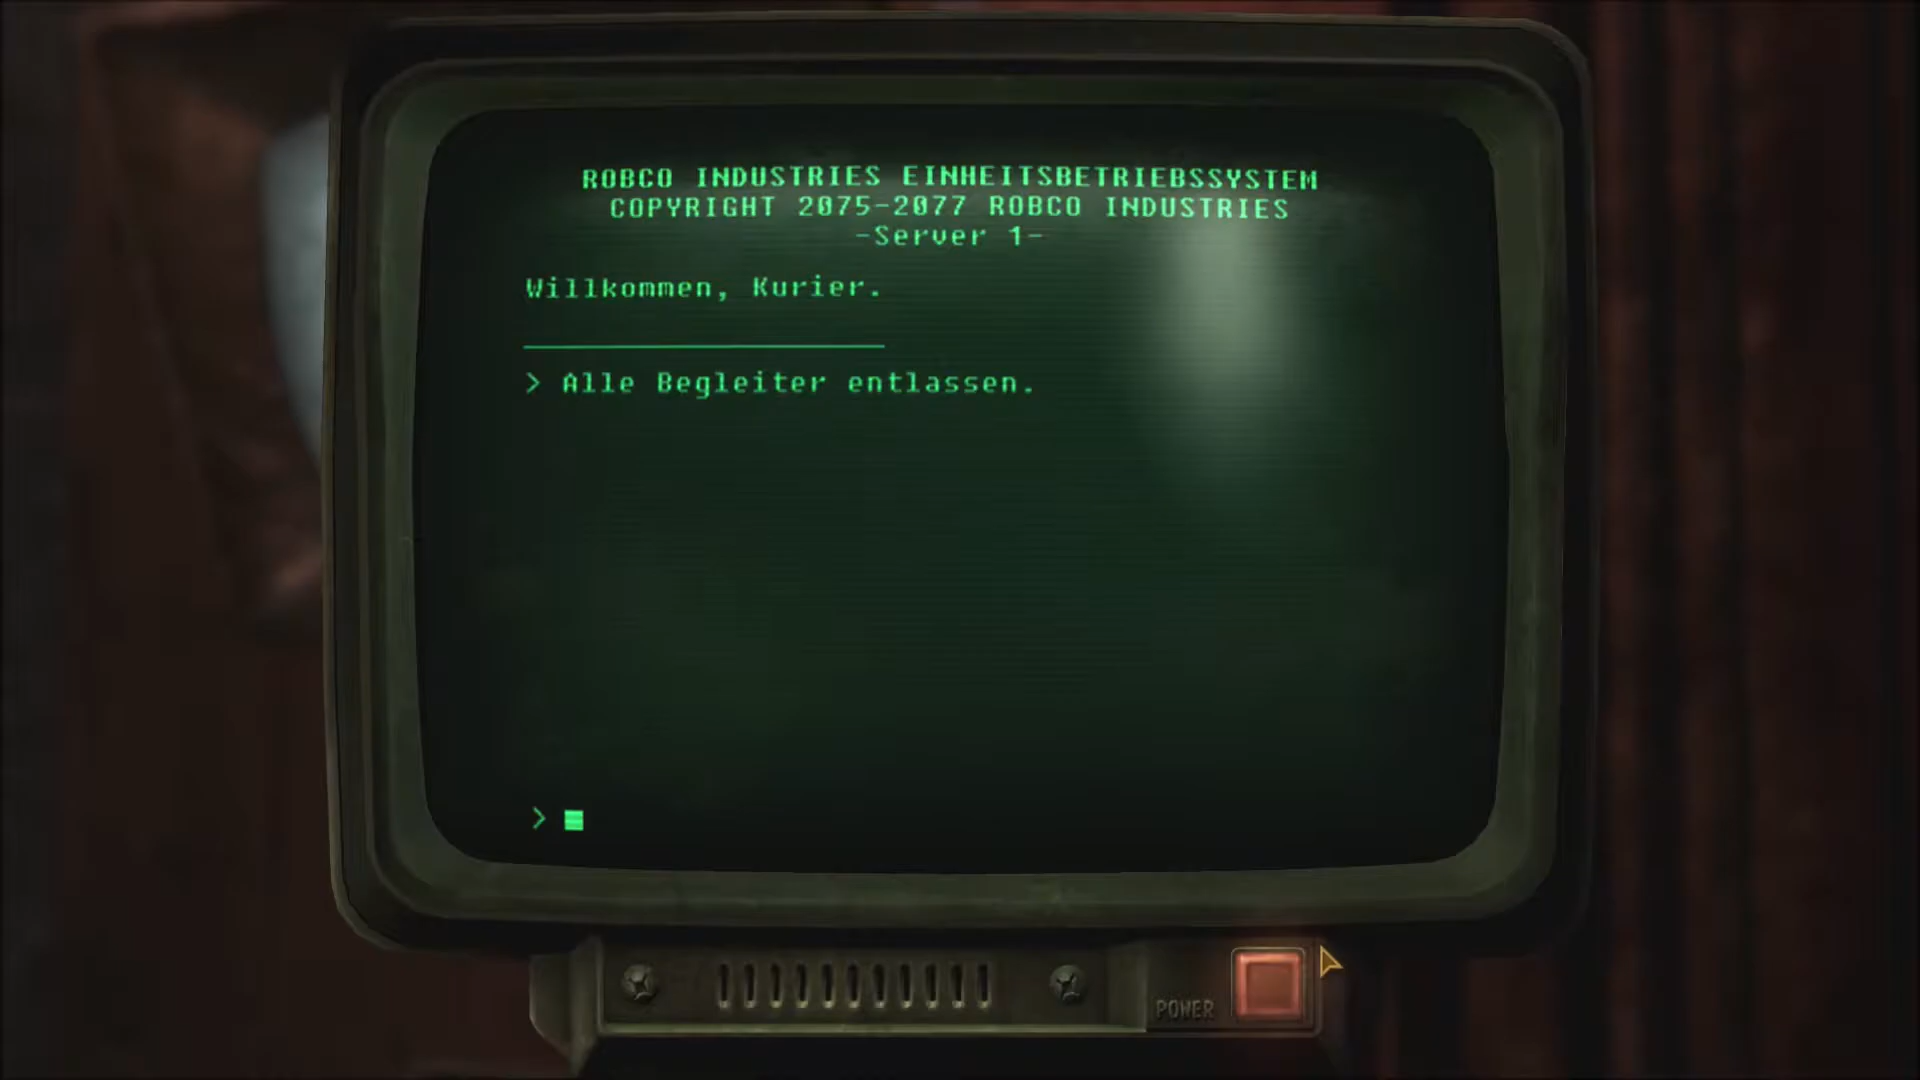 ROBCO INDUSTRIES EINHEITSBETRIEBSSYSTEM
COPYRIGHT 2075-2077 ROBCO INDUSTRIES
-Server 1-
Willkommen, Kurier.
> Alle Begleiter entlassen.
>
POWER